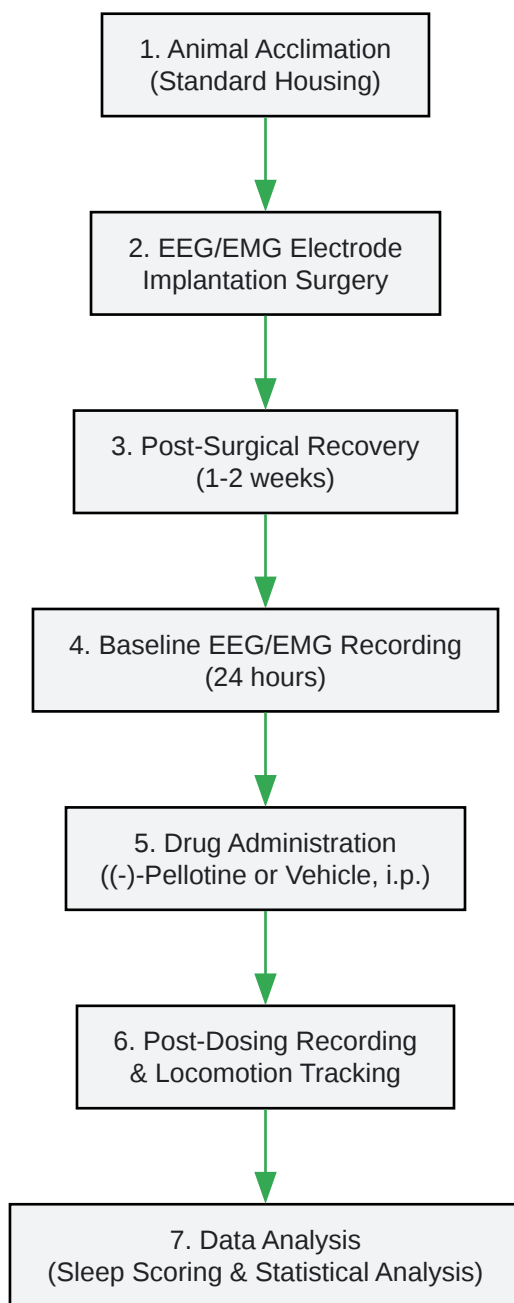 1. Animal Acclimation
(Standard Housing)
2. EEG/EMG Electrode
Implantation Surgery
3. Post-Surgical Recovery
(1-2 weeks)
4. Baseline EEG/EMG Recording
(24 hours)
5. Drug Administration
((-)-Pellotine or Vehicle, i.p.)
6. Post-Dosing Recording
& Locomotion Tracking
7. Data Analysis
(Sleep Scoring & Statistical Analysis)